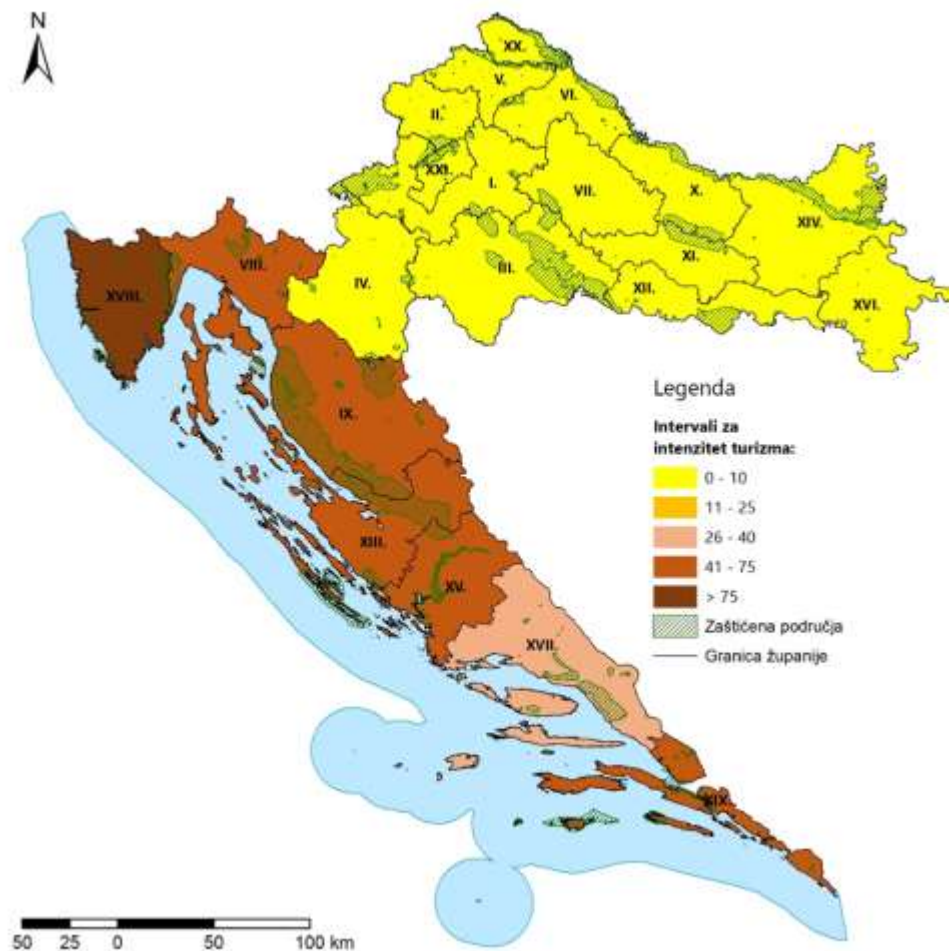 N
XX.
V.
VI.
II.
XXI.
I.
VII.
X.
XIV.
VIII.
III.
XI.
IV.
XII.
XVI.
XVIII.
IX.
XIII.
XV.
XVII.
XIX.
Legenda
Intervali za
intenzitet turizma:
0 - 10
11 - 25
26 - 40
41 - 75
> 75
Zaštićena područja
Granica županije
50 25 0 50 100 km